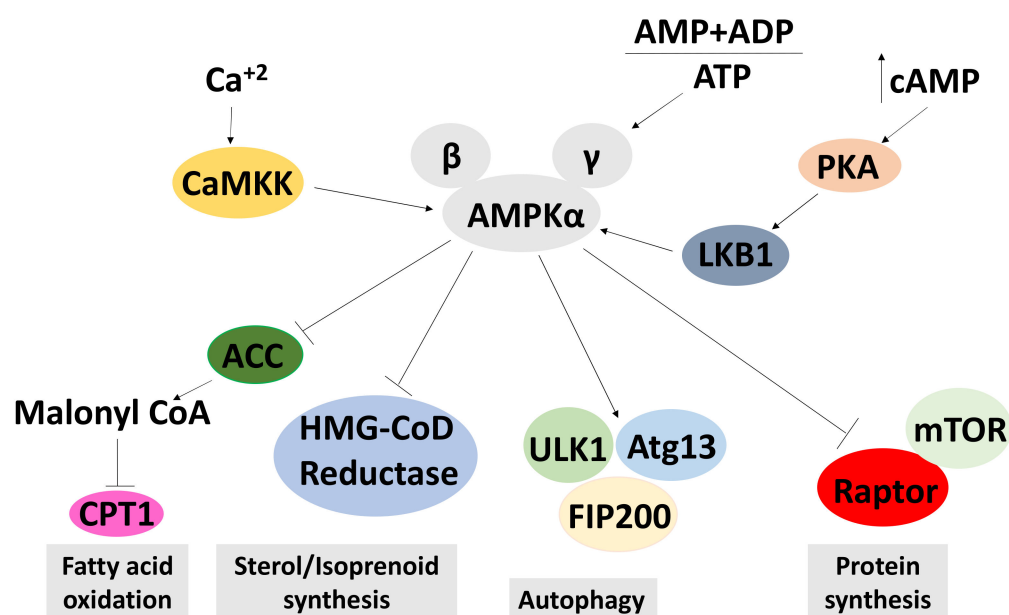 AMP+ADP
ATP
Ca+2
cAMP
β
γ
CaMKK
PKA
AMPKα
LKB1
ACC
Malonyl CoA
HMG-CoD
Reductase
ULK1
Atg13
FIP200
mTOR
Raptor
CPT1
Fatty acid
oxidation
Sterol/Isoprenoid
synthesis
Autophagy
Protein
synthesis